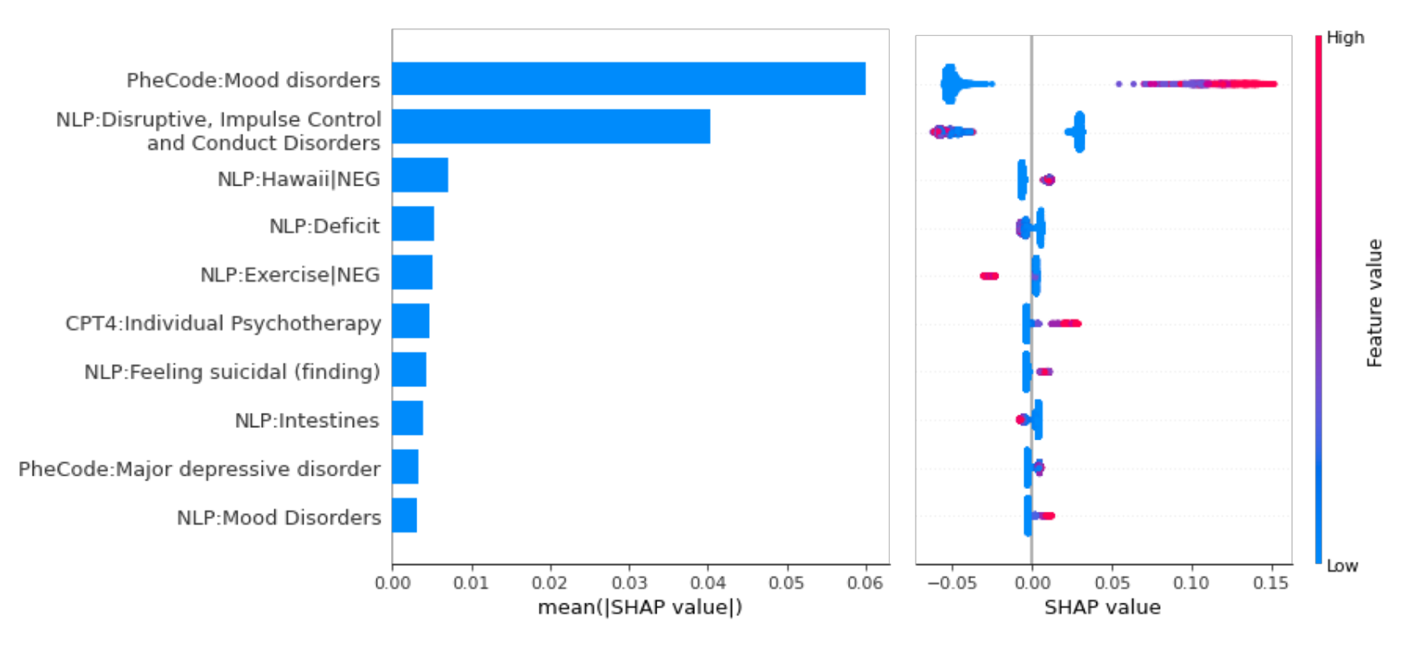 PheCode:Mood disorders
NLP:Disruptive, Impulse Control
and Conduct Disorders
NLP:Hawaii|NEG
NLP:Deficit
NLP:Exercise|NEG
CPT4:Individual Psychotherapy
NLP:Feeling suicidal (finding)
NLP:Intestines
PheCode:Major depressive disorder
NLP:Mood Disorders
0.00 0.01 0.02 0.03 0.04 0.05 0.06
mean(|SHAP value|)
−0.05 0.00 0.05 0.10 0.15
SHAP value
High
Feature value
Low